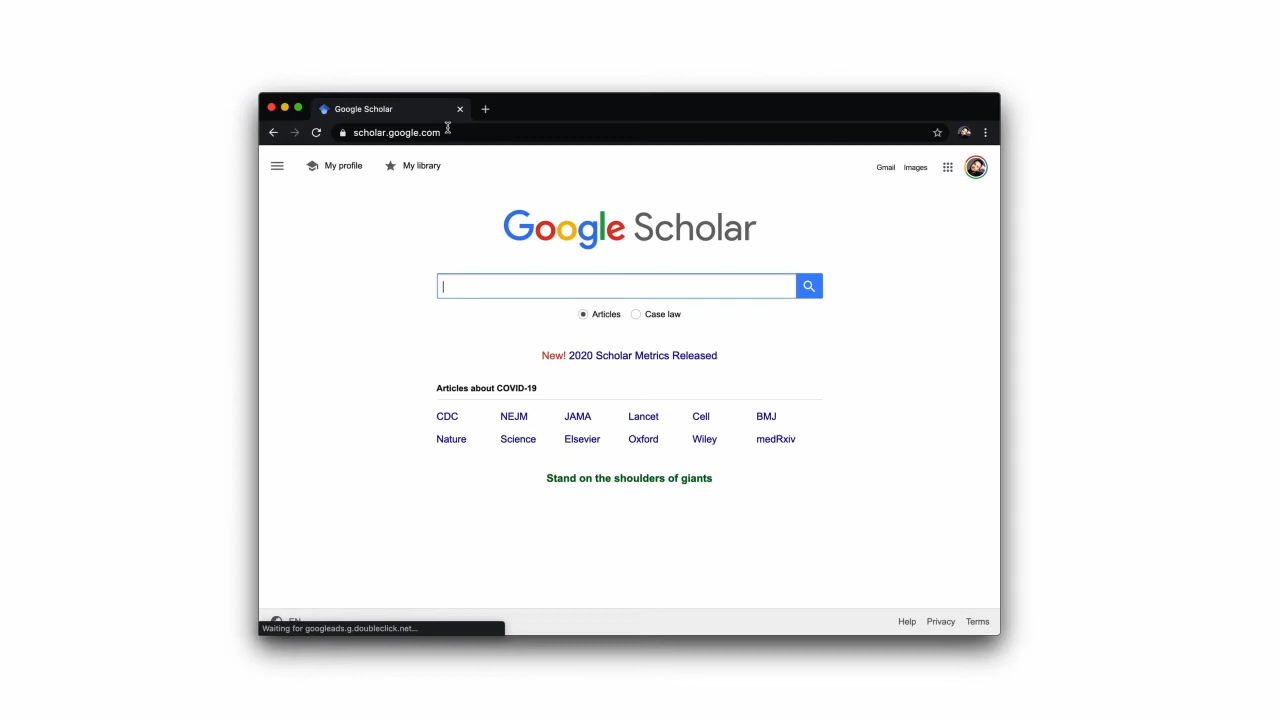 Google Scholar
scholar.google.com
My profile My library Gmail Images
Google Scholar
Articles Case law
New! 2020 Scholar Metrics Released
Articles about COVID-19
CDC NEJM JAMA Lancet Cell BMJ
Nature Science Elsevier Oxford Wiley medRxiv
Stand on the shoulders of giants
EN Help Privacy Terms
Waiting for googleads.g.doubleclick.net...